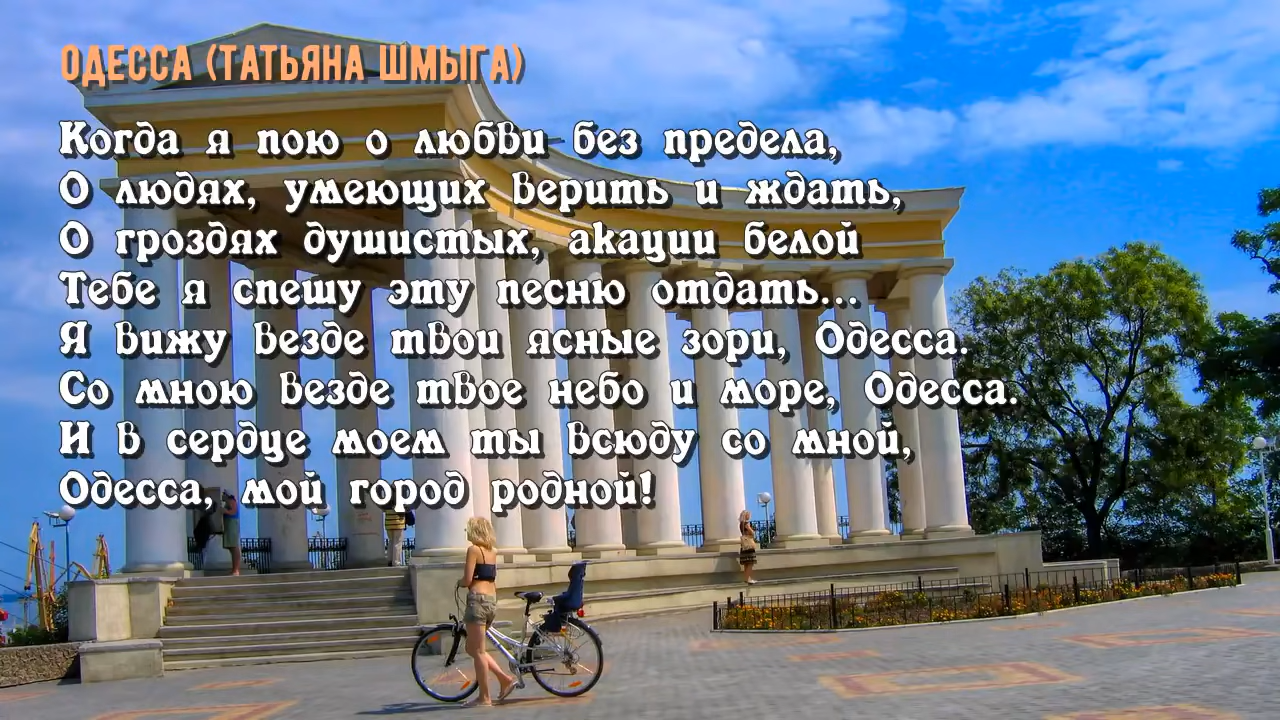 ОДЕССА (ТАТЬЯНА ШМЫГА)
Когда я пою о любви без предела,
О людях, умеющих верить и ждать,
О гроздях душистых, акации белой
Тебе я спешу эту песню отдать...
Я вижу везде твои ясные зори, Одесса.
Со мною везде твое небо и море, Одесса.
И в сердце моем ты всюду со мной,
Одесса, мой город родной!